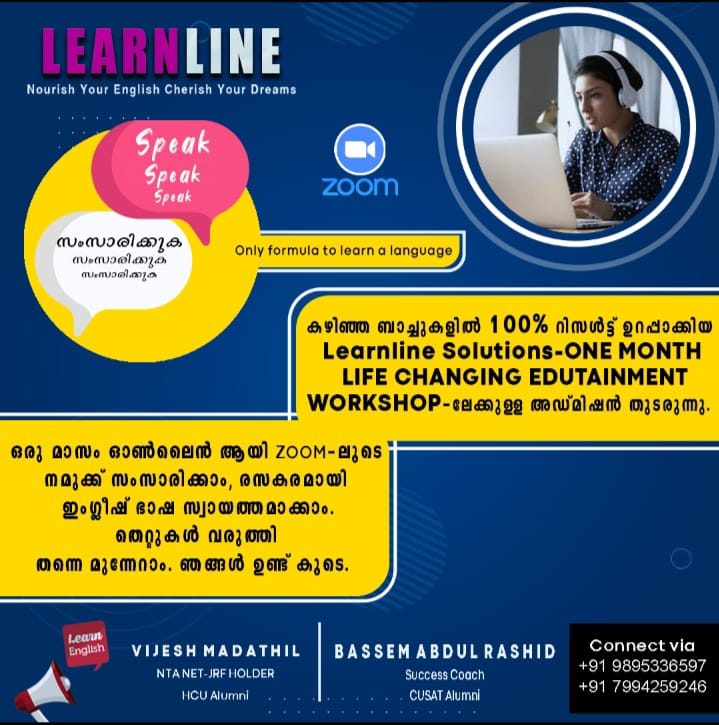 LEARNLINE
Nourish Your English Cherish Your Dreams
Speak
Speak
Speak
സംസാരിക്കുക
സംസാരിക്കുക
സംസാരിക്കുക
zoom
Only formula to learn a language
കഴിഞ്ഞ ബാച്ചുകളിൽ 100% റിസൾട്ട് ഉറപ്പാക്കിയ
Learnline Solutions-ONE MONTH
LIFE CHANGING EDUTAINMENT
WORKSHOP-ലേക്കുളള അഡ്മിഷൻ തുടരുന്നു.
ഒരു മാസം ഓൺലൈൻ ആയി ZOOM-ലൂടെ
നമുക്ക് സംസാരിക്കാം, രസകരമായി
ഇംഗ്ലീഷ് ഭാഷ സ്വായത്തമാക്കാം.
തെറ്റുകൾ വരുത്തി
തന്നെ മുന്നേറാം. ഞങ്ങൾ ഉണ്ട് കൂടെ.
Learn
English
VIJESH MADATHIL
NTA NET-JRF HOLDER
HCU Alumni
BASSEM ABDUL RASHID
Success Coach
CUSAT Alumni
Connect via
+91 9895336597
+91 7994259246